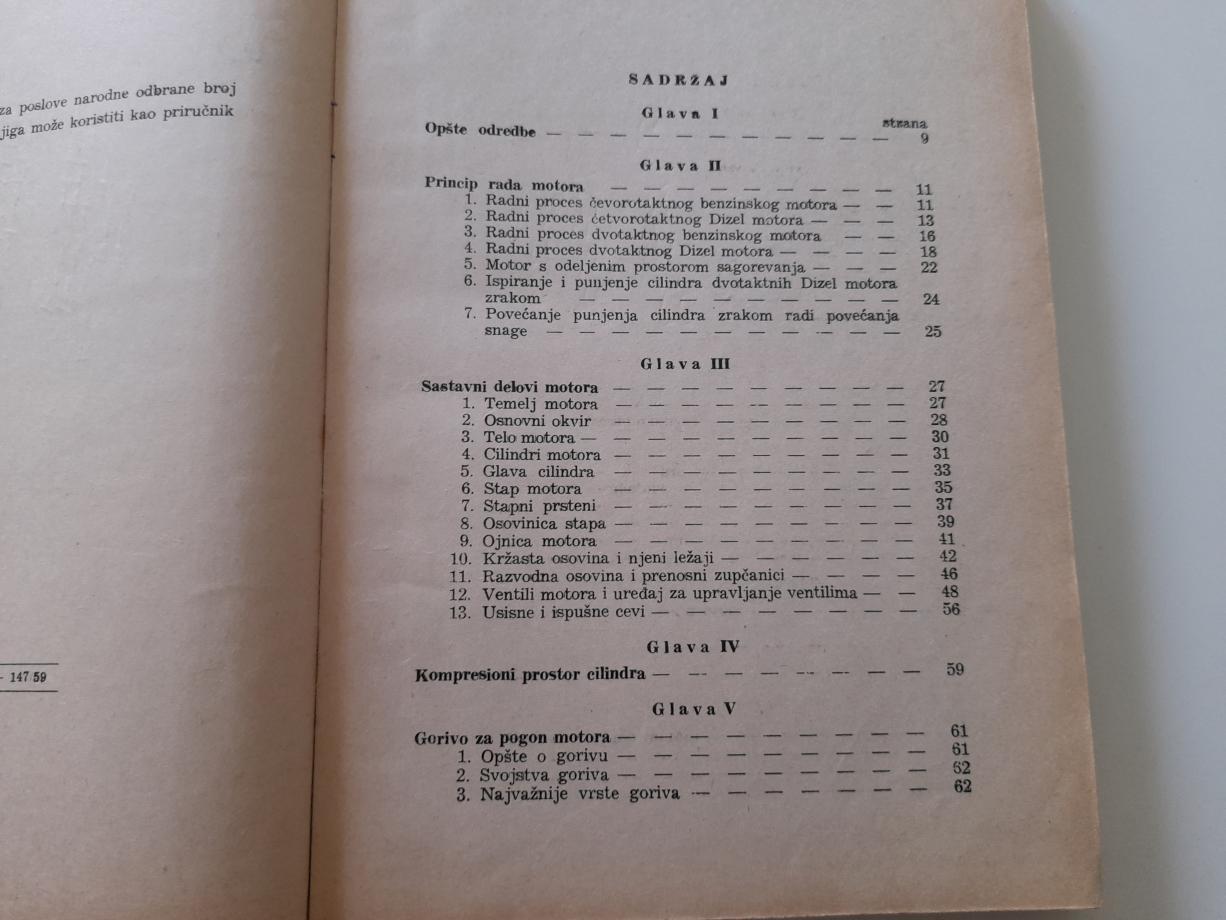 za poslove narodne odbrane broj
jiga može koristiti kao priručnik
- 147 59
SADRŽAJ
Glava I
strana
Opšte odredbe — — — — — — — — — — — 9
Glava II
Princip rada motora — — — — — — — — — 11
1. Radni proces čevorotaktnog benzinskog motora — — 11
2. Radni proces ćetvorotaktnog Dizel motora — — — 13
3. Radni proces dvotaktnog benzinskog motora — — 16
4. Radni proces dvotaktnog Dizel motora — — — — 18
5. Motor s odeljenim prostorom sagorevanja — — — 22
6. Ispiranje i punjenje cilindra dvotaktnih Dizel motora
zrakom — — — — — — — — — — 24
7. Povećanje punjenja cilindra zrakom radi povećanja
snage — — — — — — — — — — — 25
Glava III
Sastavni delovi motora — — — — — — — — — 27
1. Temelj motora — — — — — — — — — 27
2. Osnovni okvir — — — — — — — — — 28
3. Telo motora — — — — — — — — — — 30
4. Cilindri motora — — — — — — — — — 31
5. Glava cilindra — — — — — — — — — 33
6. Stap motora — — — — — — — — — 35
7. Stapni prsteni — — — — — — — — — 37
8. Osovinica stapa — — — — — — — — — 39
9. Ojnica motora — — — — — — — — — 41
10. Kržasta osovina i njeni ležaji — — — — — — 42
11. Razvodna osovina i prenosni zupčanici — — — — 46
12. Ventili motora i uređaj za upravljanje ventilima — — 48
13. Usisne i ispušne cevi — — — — — — — — 56
Glava IV
Kompresioni prostor cilindra — — — — — — — — 59
Glava V
Gorivo za pogon motora — — — — — — — — — 61
1. Opšte o gorivu — — — — — — — — — 61
2. Svojstva goriva — — — — — — — — — 62
3. Najvažnije vrste goriva — — — — — — — 62